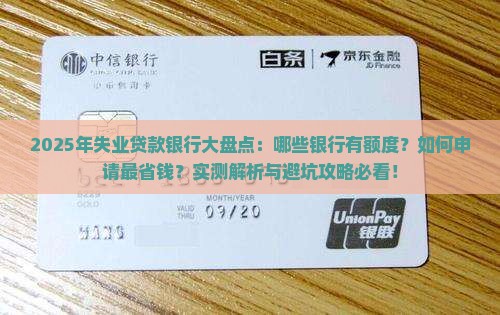 中信银行
白条
京东金融
JD Finance
2025年失业贷款银行大盘点：哪些银行有额度？如何申
请最省钱？实测解析与避坑攻略必看！
MONTH/YEAR
VALID
THRU
09/20
UnionPay
银联